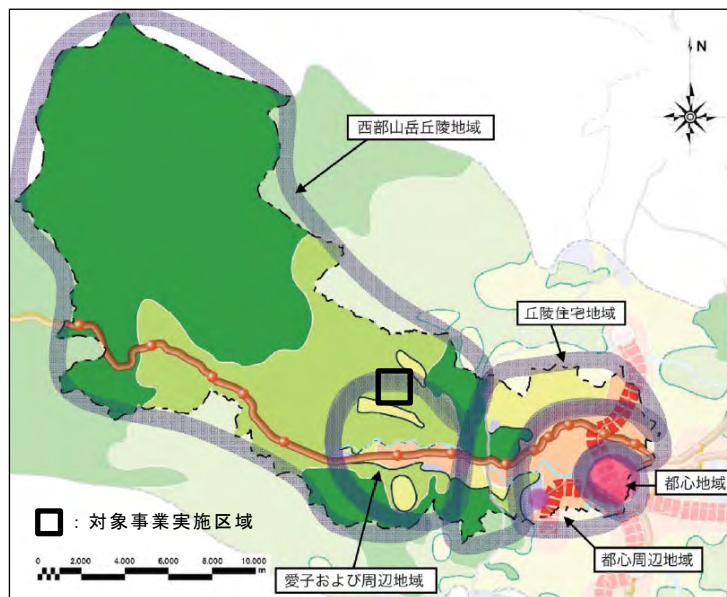 N
西部山岳丘陵地域
丘陵住宅地域
都心地域
：対象事業実施区域
都心周辺地域
愛子および周辺地域
0 2,000 4,000 6,000 8,000 10,000
m